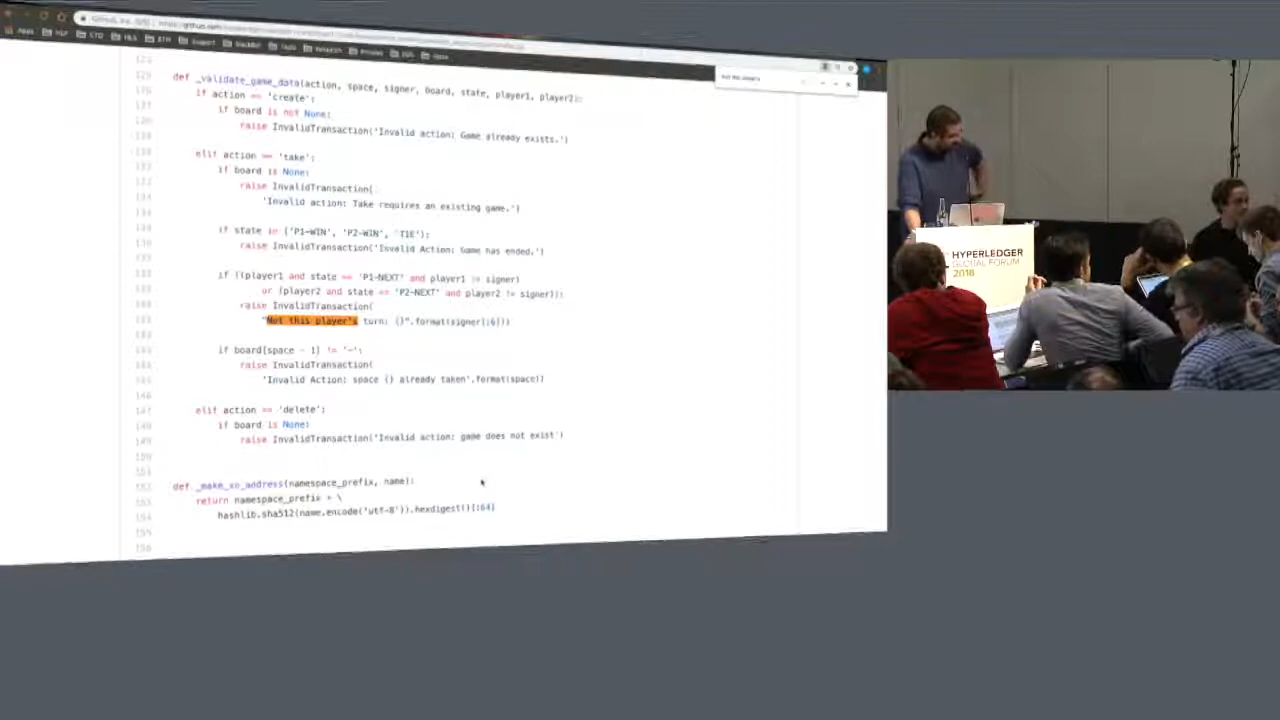 Apps
Support
Tools
Research
Private
def _validate_game_data(action, space, signer, board, state, player1, player2):
if action == 'create':
if board is not None:
raise InvalidTransaction('Invalid action: Game already exists.')
elif action == 'take':
if board is None:
raise InvalidTransaction(
'Invalid action: Take requires an existing game.')
if state in ('P1-WIN', 'P2-WIN', 'TIE'):
raise InvalidTransaction('Invalid Action: Game has ended.')
if ((player1 and state == 'P1-NEXT' and player1 != signer)
or (player2 and state == 'P2-NEXT' and player2 != signer)):
raise InvalidTransaction(
"Not this player's turn: {}".format(signer[:6]))
if board[space - 1] != '-':
raise InvalidTransaction(
'Invalid Action: space {} already taken'.format(space))
elif action == 'delete':
if board is None:
raise InvalidTransaction('Invalid action: game does not exist')
def _make_xo_address(namespace_prefix, name):
return namespace_prefix + \
hashlib.sha512(name.encode('utf-8')).hexdigest()[:64]
HYPERLEDGER
GLOBAL FORUM
2018